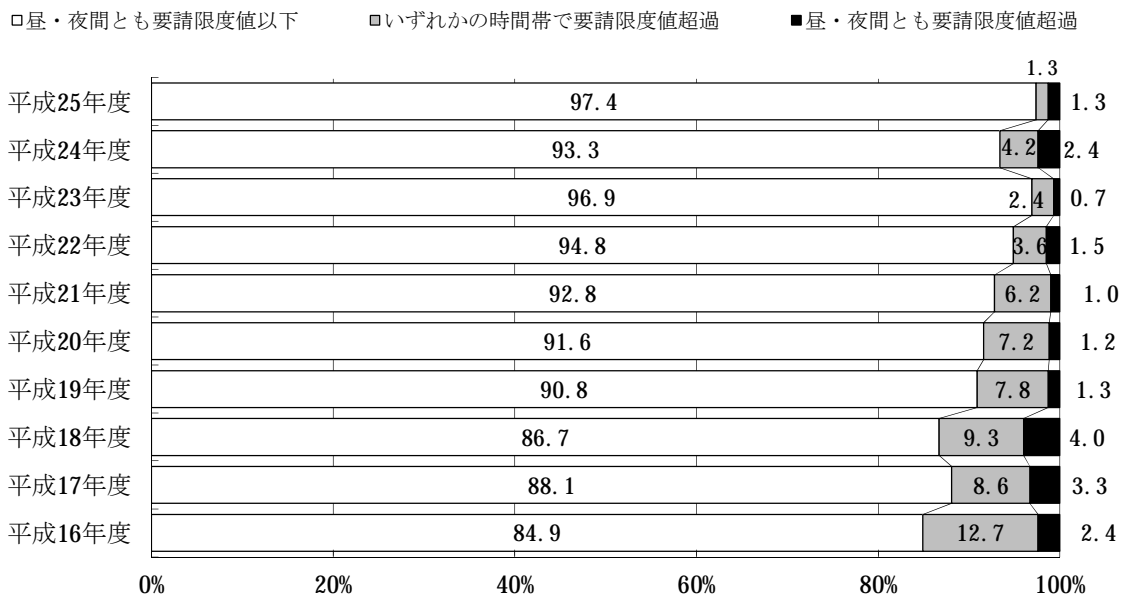 □昼・夜間とも要請限度値以下 ■いずれかの時間帯で要請限度値超過 ■昼・夜間とも要請限度値超過
1.3
平成25年度 97.4 1.3
平成24年度 93.3 4.2 2.4
平成23年度 96.9 2.4 0.7
平成22年度 94.8 3.6 1.5
平成21年度 92.8 6.2 1.0
平成20年度 91.6 7.2 1.2
平成19年度 90.8 7.8 1.3
平成18年度 86.7 9.3 4.0
平成17年度 88.1 8.6 3.3
平成16年度 84.9 12.7 2.4
0% 20% 40% 60% 80% 100%